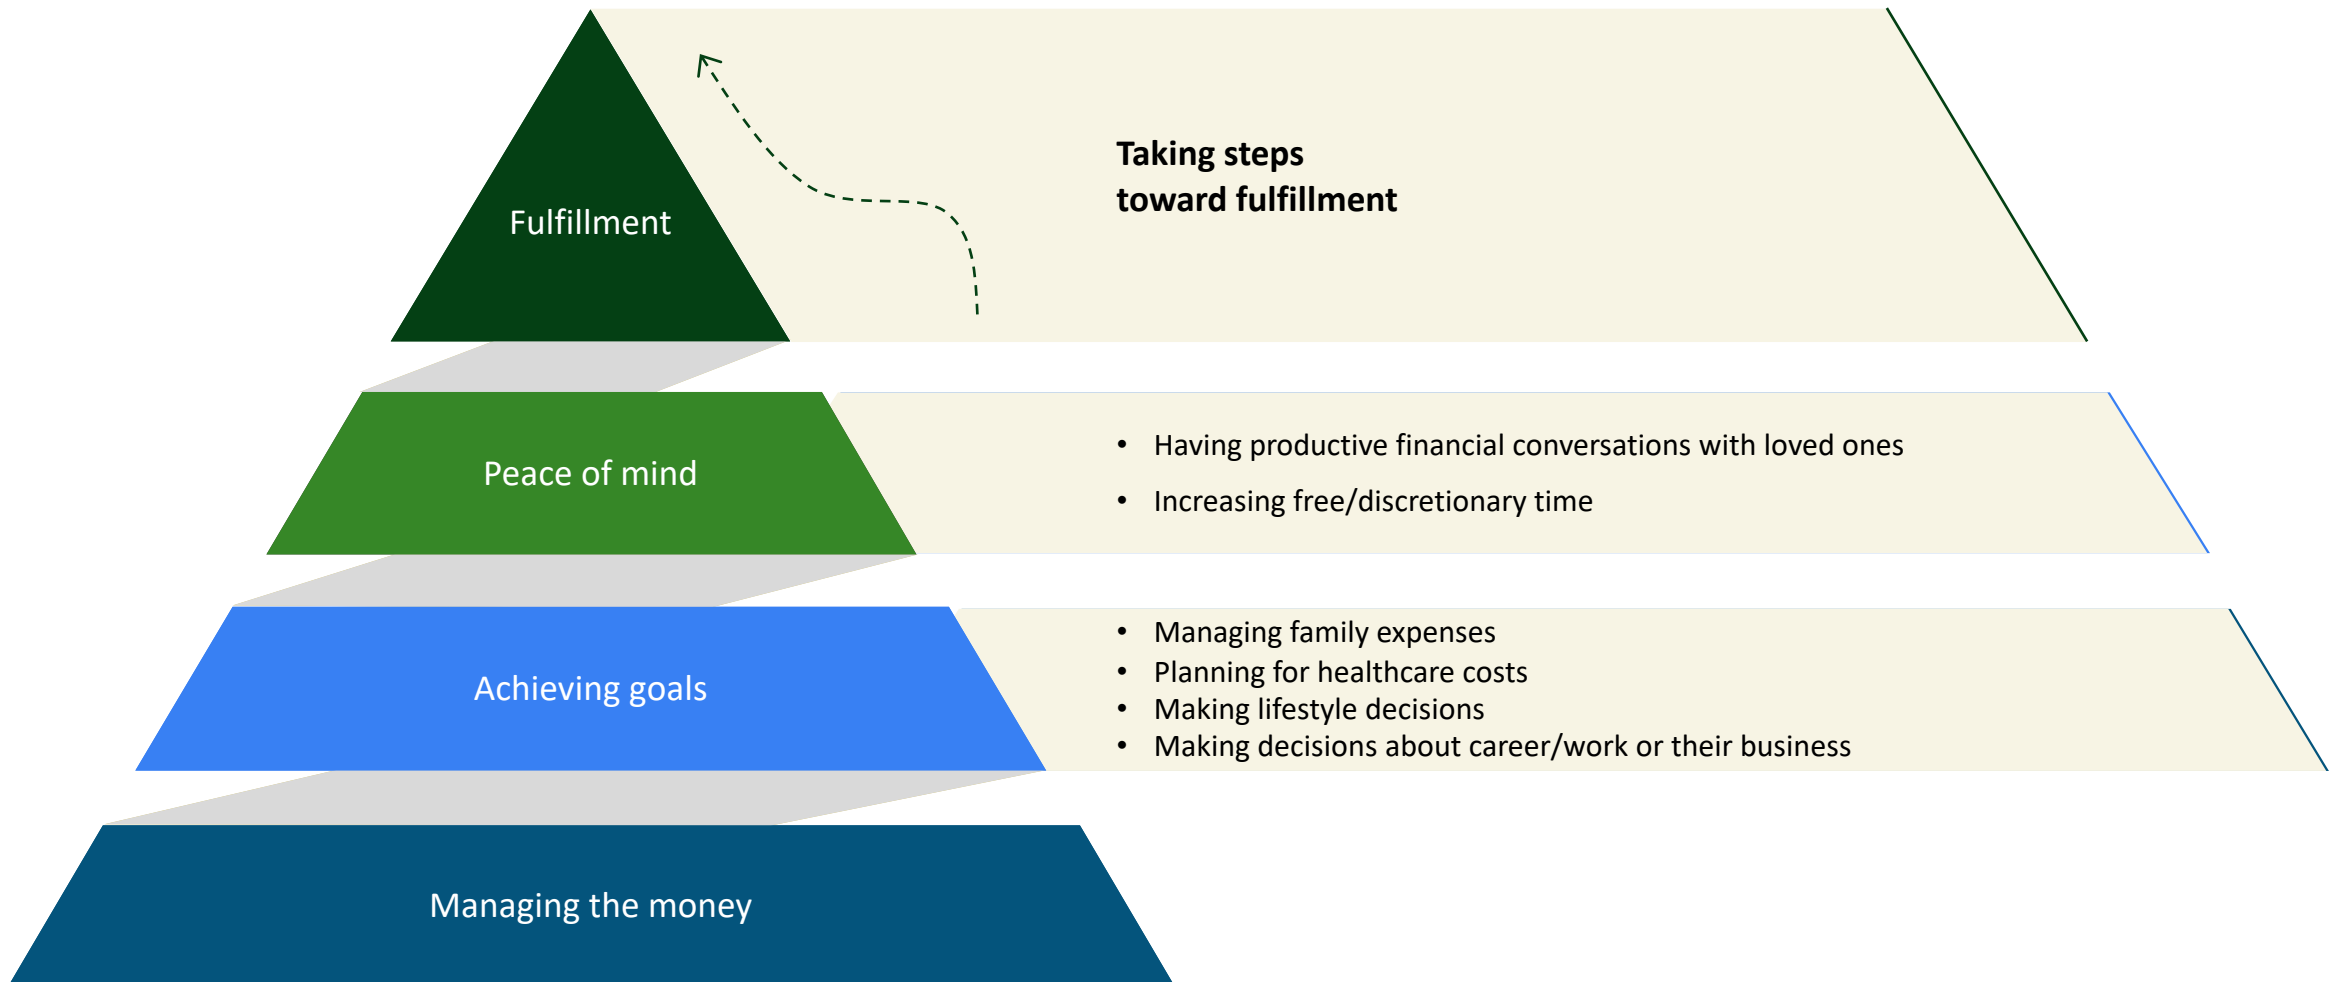 Fulfillment
Taking steps
toward fulfillment
Peace of mind
• Having productive financial conversations with loved ones
• Increasing free/discretionary time
Achieving goals
• Managing family expenses
• Planning for healthcare costs
• Making lifestyle decisions
• Making decisions about career/work or their business
Managing the money